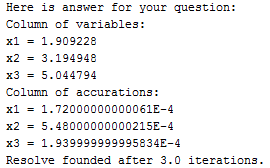 Here is answer for your question:
Column of variables:
x1 = 1.909228
x2 = 3.194948
x3 = 5.044794
Column of accurations:
x1 = 1.72000000000061E-4
x2 = 5.48000000000215E-4
x3 = 1.939999999995834E-4
Resolve founded after 3.0 iterations.